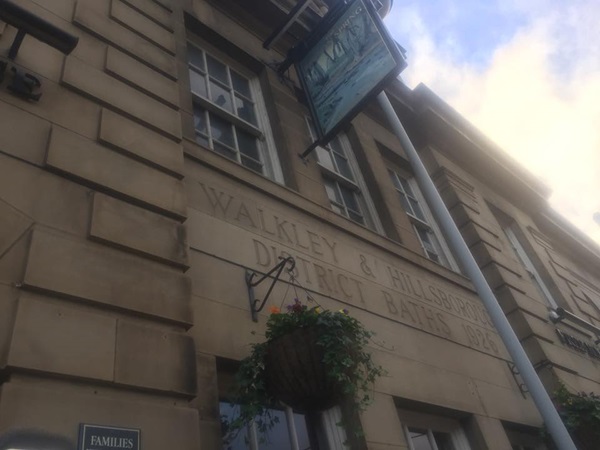 WALKLEY & HILLSBOROUGH
DISTRICT BATHS 1926
FAMILIES